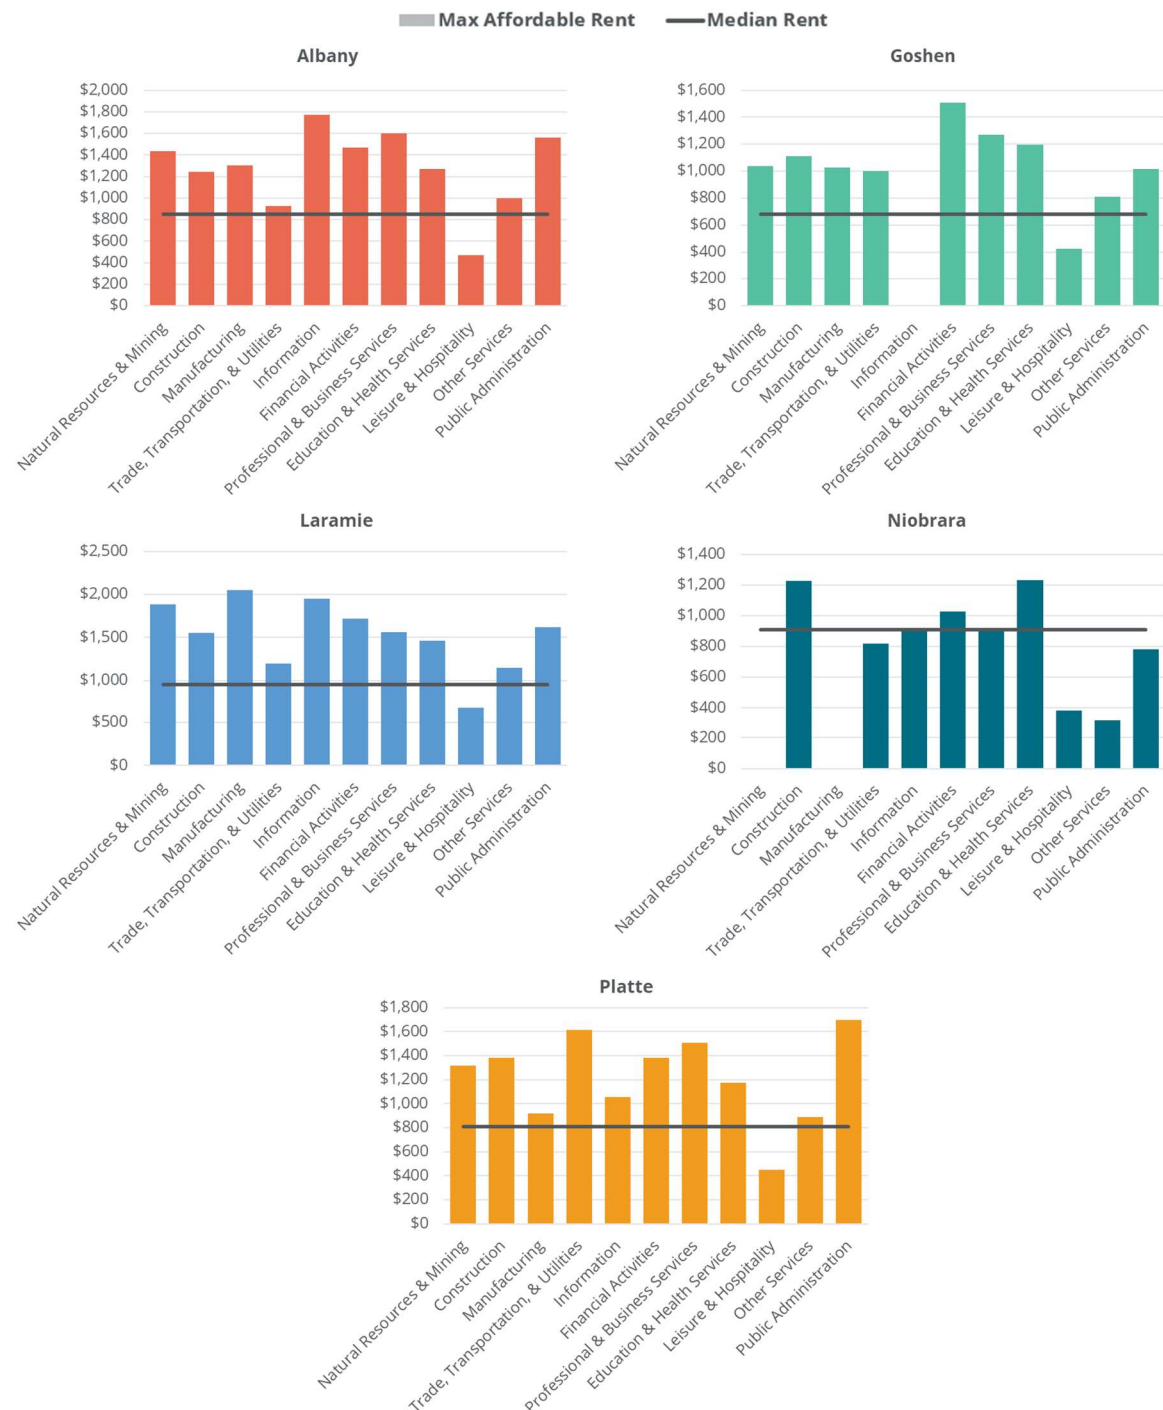 Max Affordable Rent  Median Rent
Albany
$2,000
$1,800
$1,600
$1,400
$1,200
$1,000
$800
$600
$400
$200
$0
Natural Resources & Mining
Construction
Manufacturing
Trade, Transportation, & Utilities
Information
Financial Activities
Professional & Business Services
Education & Health Services
Leisure & Hospitality
Other Services
Public Administration
Goshen
$1,600
$1,400
$1,200
$1,000
$800
$600
$400
$200
$0
Natural Resources & Mining
Construction
Manufacturing
Trade, Transportation, & Utilities
Information
Financial Activities
Professional & Business Services
Education & Health Services
Leisure & Hospitality
Other Services
Public Administration
Laramie
$2,500
$2,000
$1,500
$1,000
$500
$0
Natural Resources & Mining
Construction
Manufacturing
Trade, Transportation, & Utilities
Information
Financial Activities
Professional & Business Services
Education & Health Services
Leisure & Hospitality
Other Services
Public Administration
Niobrara
$1,400
$1,200
$1,000
$800
$600
$400
$200
$0
Natural Resources & Mining
Construction
Manufacturing
Trade, Transportation, & Utilities
Information
Financial Activities
Professional & Business Services
Education & Health Services
Leisure & Hospitality
Other Services
Public Administration
Platte
$1,800
$1,600
$1,400
$1,200
$1,000
$800
$600
$400
$200
$0
Natural Resources & Mining
Construction
Manufacturing
Trade, Transportation, & Utilities
Information
Financial Activities
Professional & Business Services
Education & Health Services
Leisure & Hospitality
Other Services
Public Administration